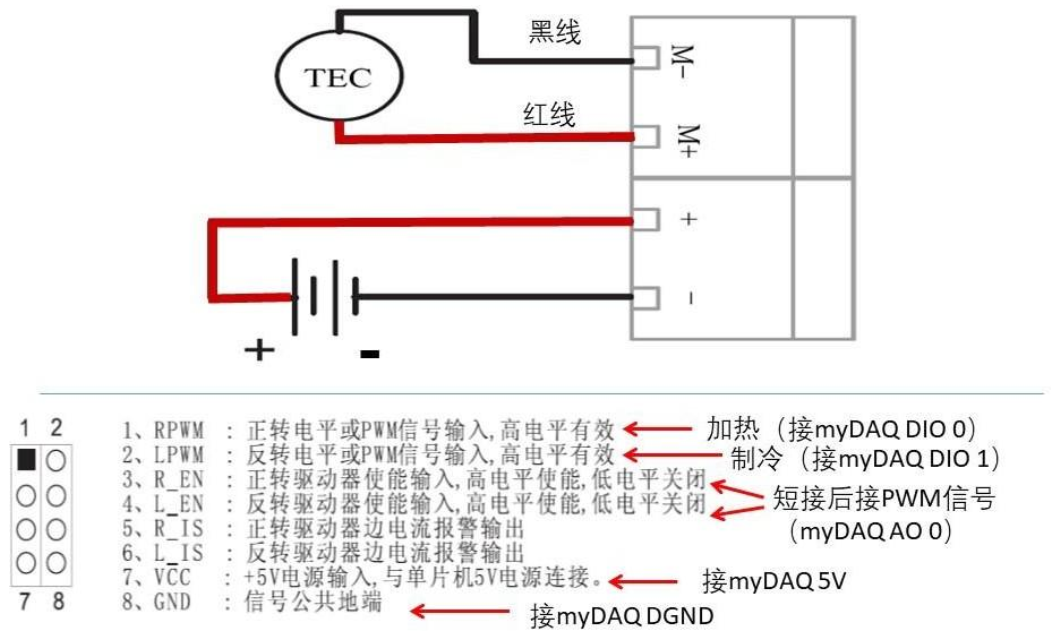 黑线
TEC
M-
红线
M+
+
-
+ -
1 2
1、RPWM : 正转电平或PWM信号输入,高电平有效
加热（接myDAQ DIO 0）
2、LPWM : 反转电平或PWM信号输入,高电平有效
制冷（接myDAQ DIO 1）
3、R_EN : 正转驱动器使能输入,高电平使能,低电平关闭
4、L_EN : 反转驱动器使能输入,高电平使能,低电平关闭
短接后接PWM信号
（myDAQ AO 0）
5、R_IS : 正转驱动器边电流报警输出
6、L_IS : 反转驱动器边电流报警输出
7、VCC : +5V电源输入,与单片机5V电源连接。
接myDAQ 5V
7 8
8、GND : 信号公共地端
接myDAQ DGND